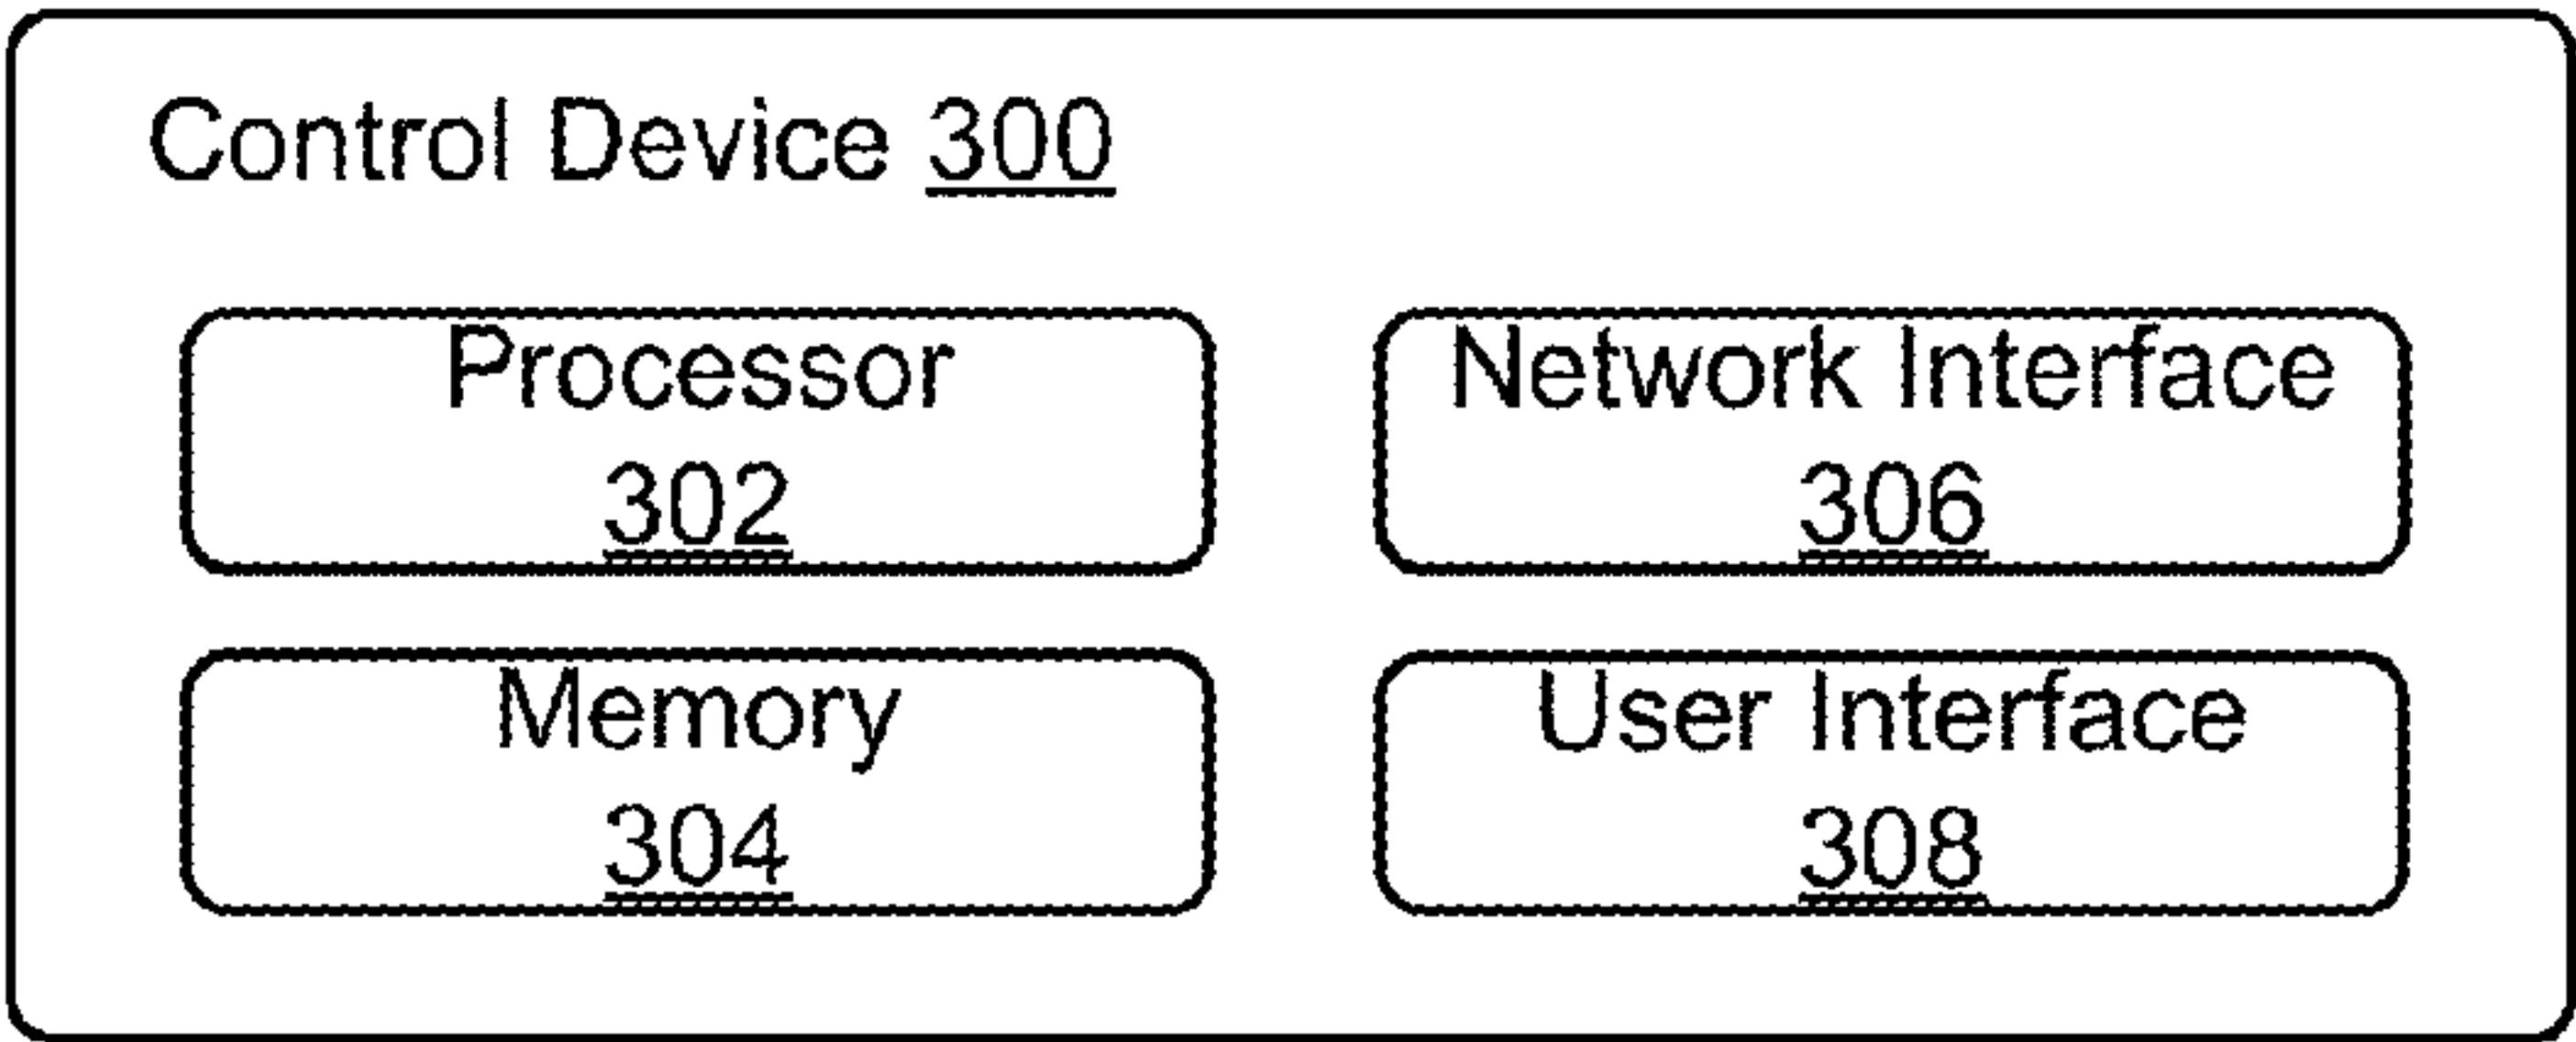 Control Device 300
Processor
302
Network Interface
306
Memory
304
User Interface
308